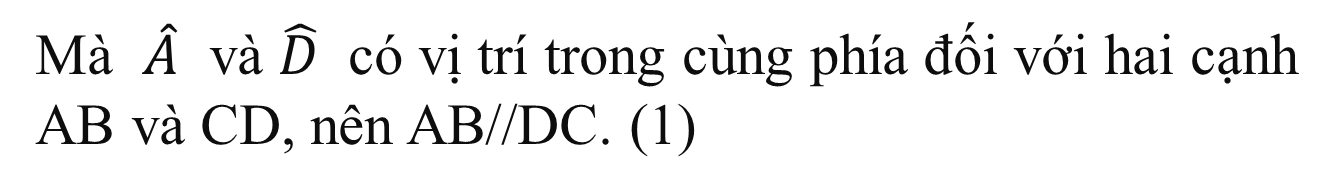 Mà Â và D̂ có vị trí trong cùng phía đối với hai cạnh
AB và CD, nên AB//DC. (1)